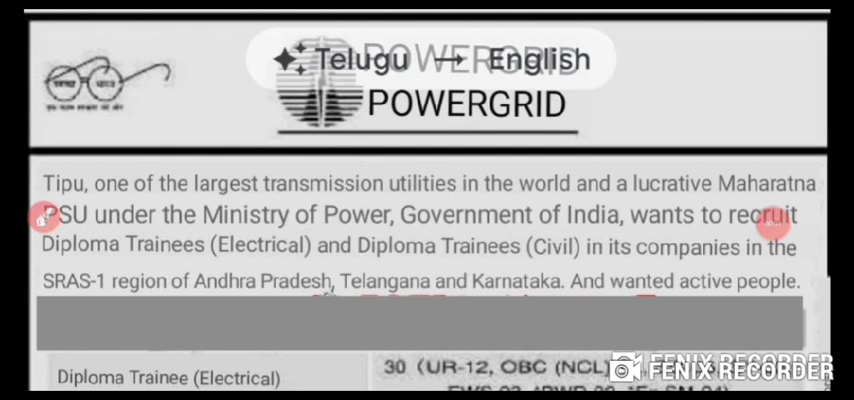 Telugu → English
POWERGRID
POWERGRID
Tipu, one of the largest transmission utilities in the world and a lucrative Maharatna
PSU under the Ministry of Power, Government of India, wants to recruit
Diploma Trainees (Electrical) and Diploma Trainees (Civil) in its companies in the
SRAS-1 region of Andhra Pradesh, Telangana and Karnataka. And wanted active people.
Diploma Trainee (Electrical)
30 (UR-12, OBC (NCL)
FENIX RECORDER
FENIX RECORDER